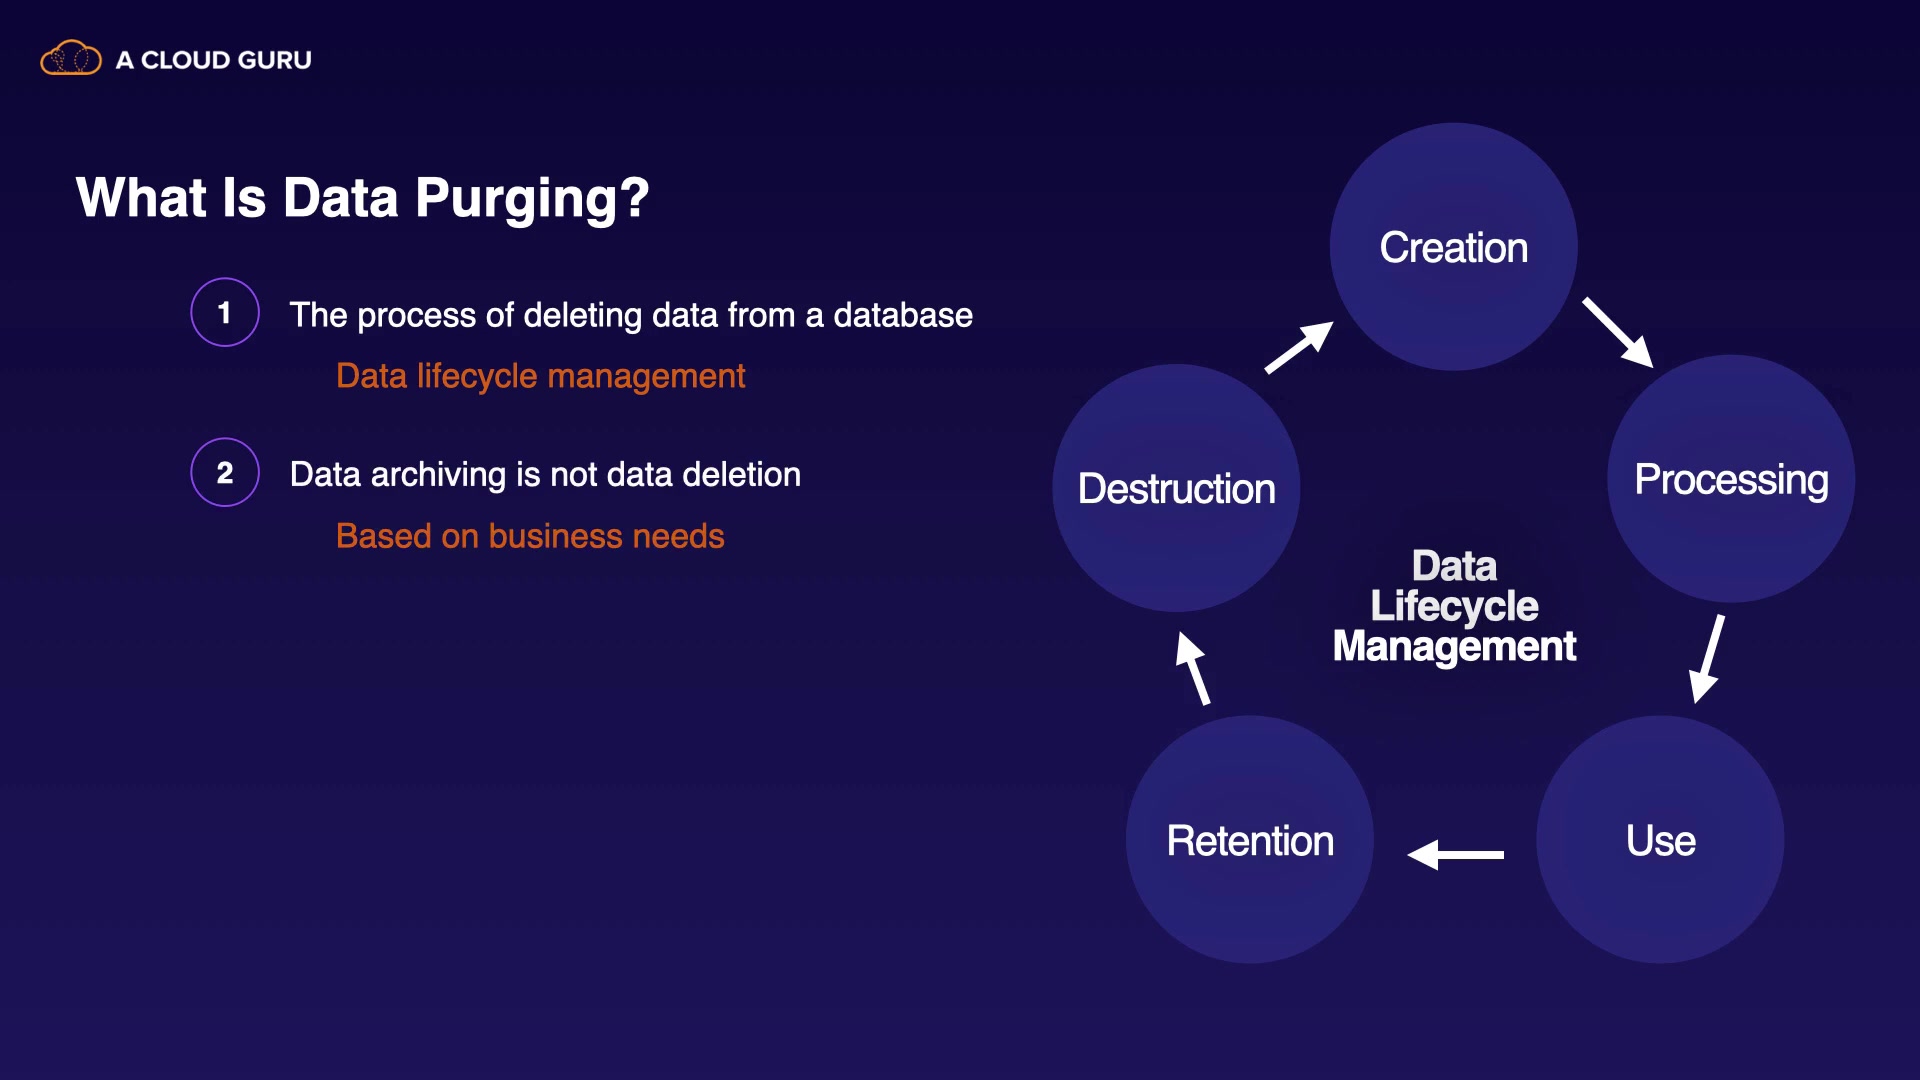 A CLOUD GURU
What Is Data Purging?
1
The process of deleting data from a database
Data lifecycle management
2
Data archiving is not data deletion
Based on business needs
Creation
Processing
Use
Retention
Destruction
Data
Lifecycle
Management